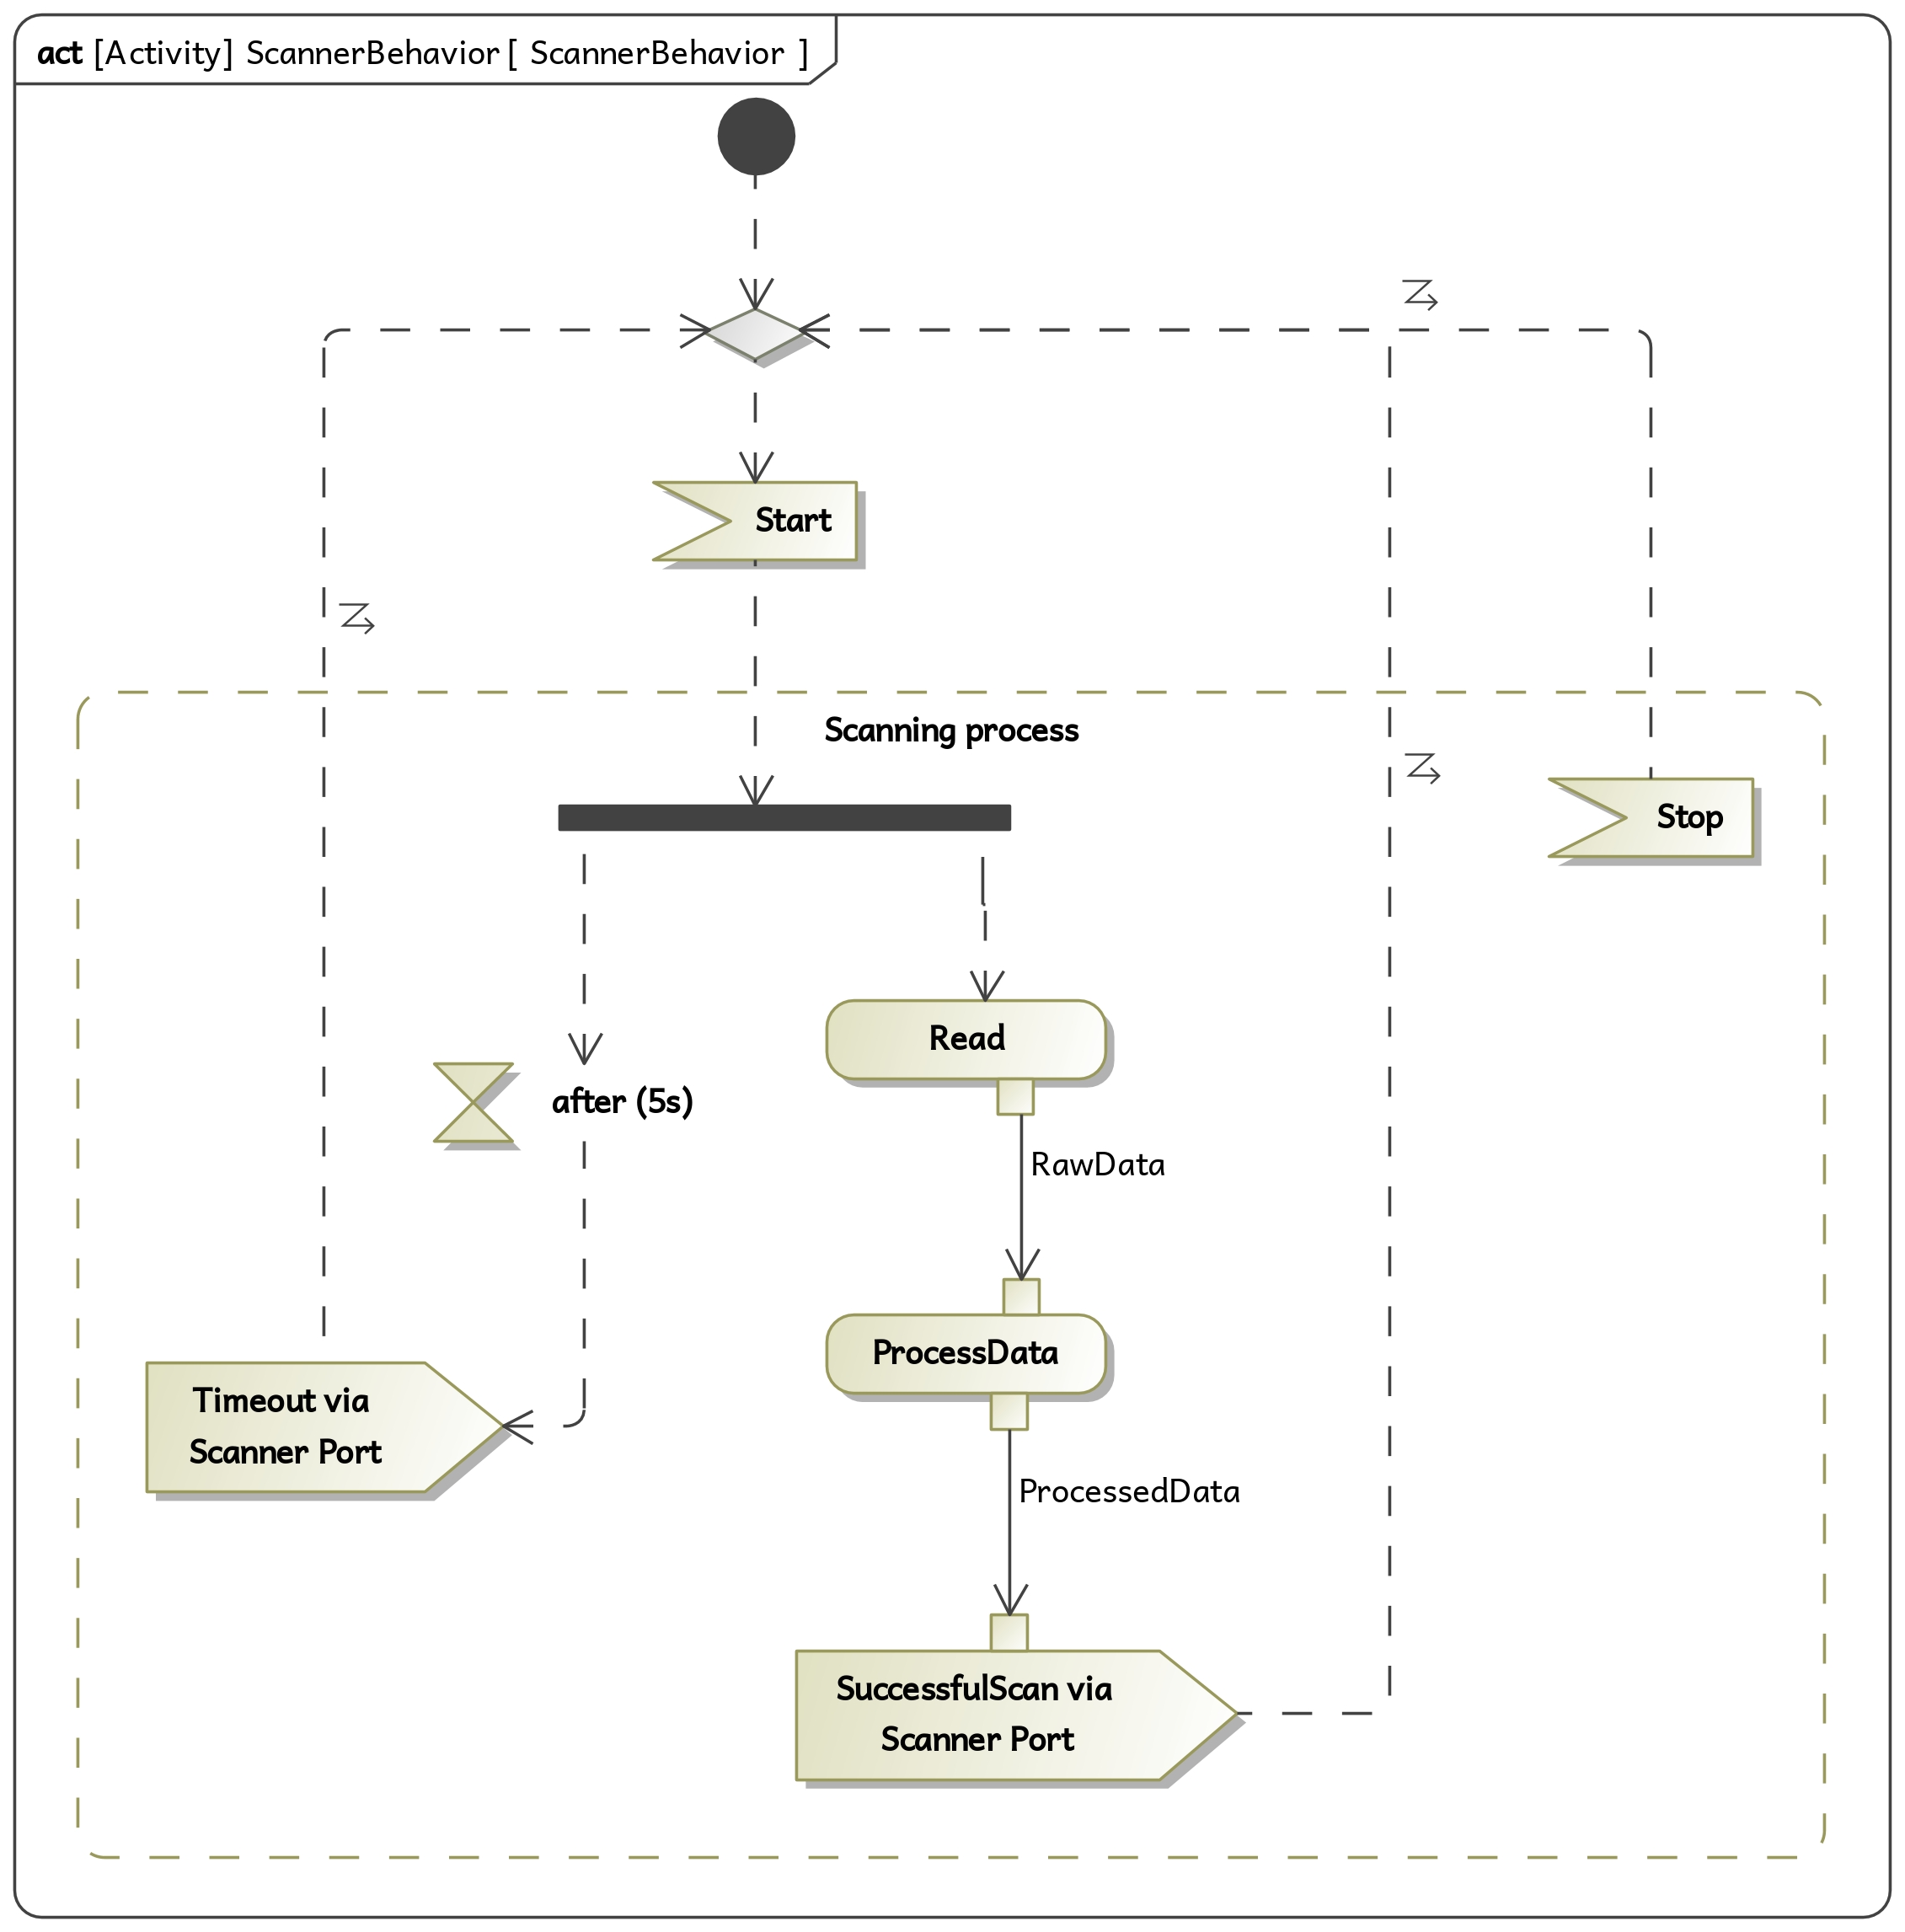 act [Activity] ScannerBehavior [ ScannerBehavior ]
Start
Scanning process
Stop
Read
after (5s)
RawData
ProcessData
Timeout via
Scanner Port
ProcessedData
SuccessfulScan via
Scanner Port